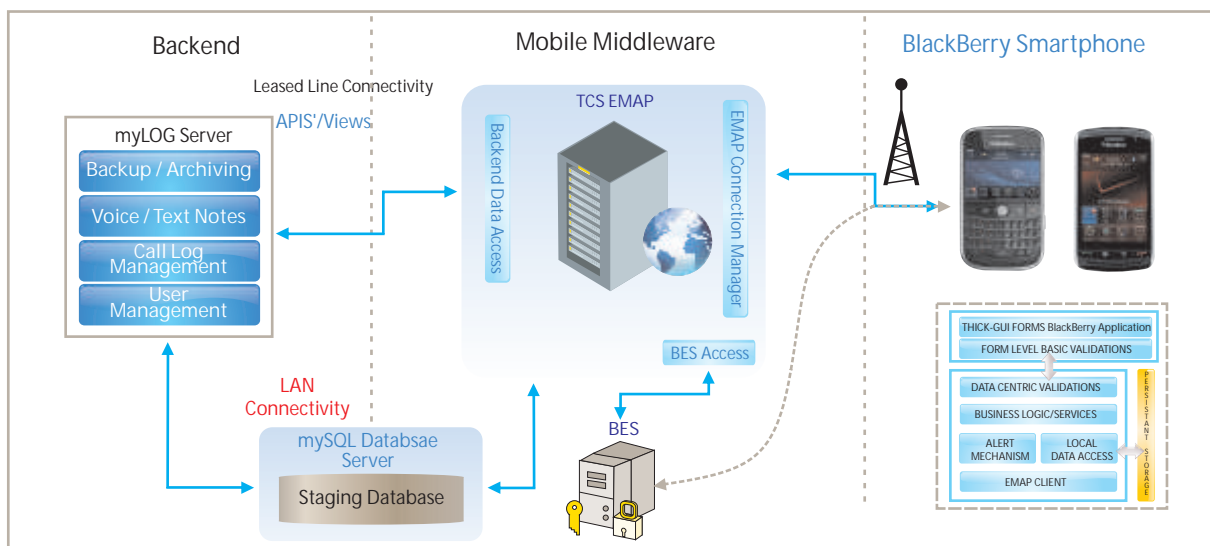 Backend
Mobile Middleware
BlackBerry Smartphone
Leased Line Connectivity
APIS'/Views
myLOG Server
Backup / Archiving
Voice / Text Notes
Call Log
Management
User
Management
TCS EMAP
Backend Data Access
EMAP Connection Manager
BES Access
LAN
Connectivity
mySQL Databsae
Server
Staging Database
BES
THICK-GUI FORMS BlackBerry Application
FORM LEVEL BASIC VALIDATIONS
DATA CENTRIC VALIDATIONS
BUSINESS LOGIC/SERVICES
ALERT
MECHANISM
LOCAL
DATA ACCESS
EMAP CLIENT
PERSISTANT STORAGE